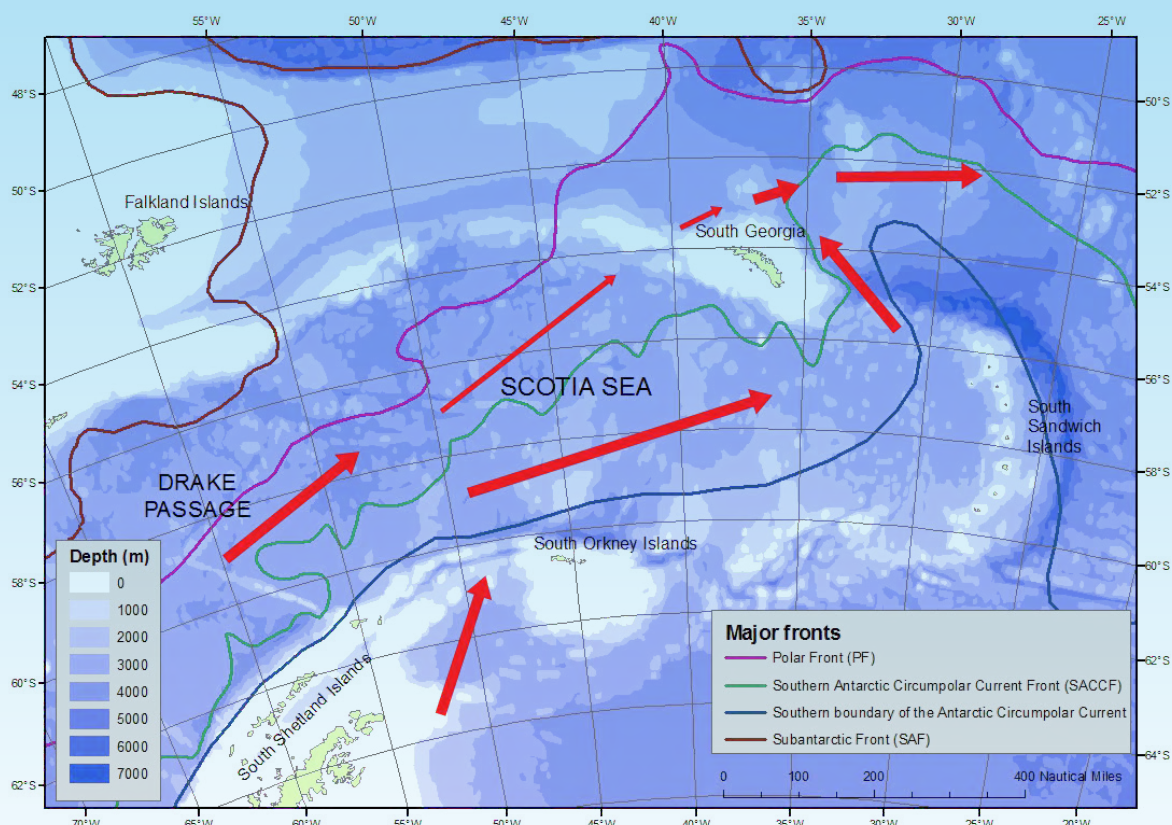 55°W
50°W
45°W
40°W
35°W
30°W
25°W
48°S
50°S
52°S
54°S
56°S
58°S
60°S
62°S
50°S
52°S
54°S
56°S
58°S
60°S
62°S
64°S
Falkland Islands
South Georgia
SCOTIA SEA
South
Sandwich
Islands
DRAKE
PASSAGE
South Orkney Islands
South Shetland Islands
Depth (m)
0
1000
2000
3000
4000
5000
6000
7000
Major fronts
Polar Front (PF)
Southern Antarctic Circumpolar Current Front (SACCF)
Southern boundary of the Antarctic Circumpolar Current
Subantarctic Front (SAF)
0 100 200 400 Nautical Miles
70°W
65°W
60°W
55°W
50°W
45°W
40°W
35°W
30°W
25°W
20°W